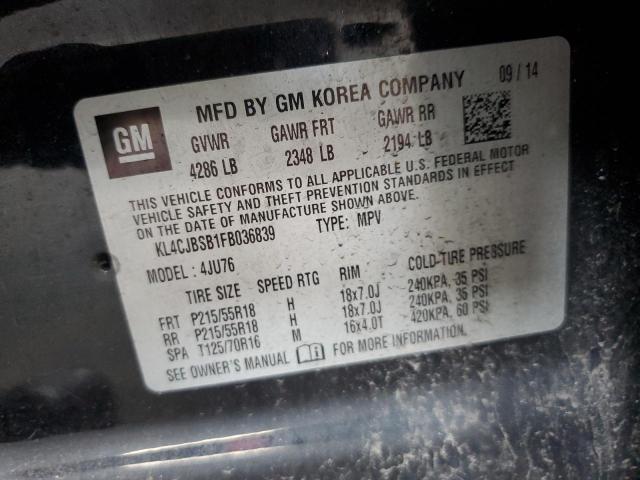 GM
MFD BY GM KOREA COMPANY 09/14
GVWR GAWR FRT GAWR RR
4286 LB 2348 LB 2194 LB
THIS VEHICLE CONFORMS TO ALL APPLICABLE U.S. FEDERAL MOTOR
VEHICLE SAFETY AND THEFT PREVENTION STANDARDS IN EFFECT
ON THE DATE OF MANUFACTURE SHOWN ABOVE.
KL4CJBSB1FB036839 TYPE: MPV
MODEL: 4JU76
TIRE SIZE SPEED RTG RIM COLD TIRE PRESSURE
FRT P215/55R18 H 18x7.0J 240KPA, 35 PSI
RR P215/55R18 H 18x7.0J 240KPA, 35 PSI
SPA T125/70R16 M 16x4.0T 420KPA, 60 PSI
SEE OWNER'S MANUAL FOR MORE INFORMATION.